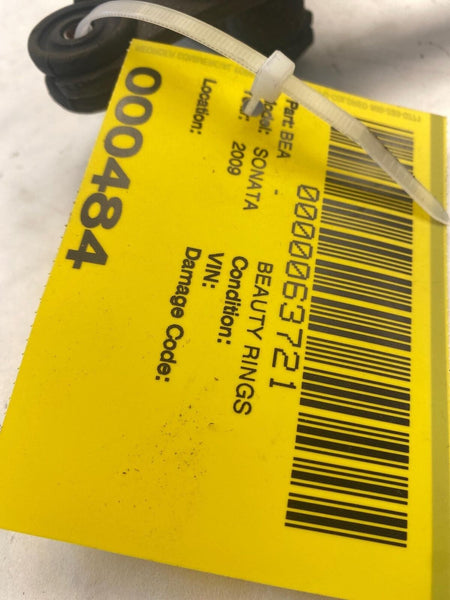 0000063721
Part: BEA - BEAUTY RINGS
Model: SONATA Condition:
2009 VIN:
Damage Code:
Location:
000484